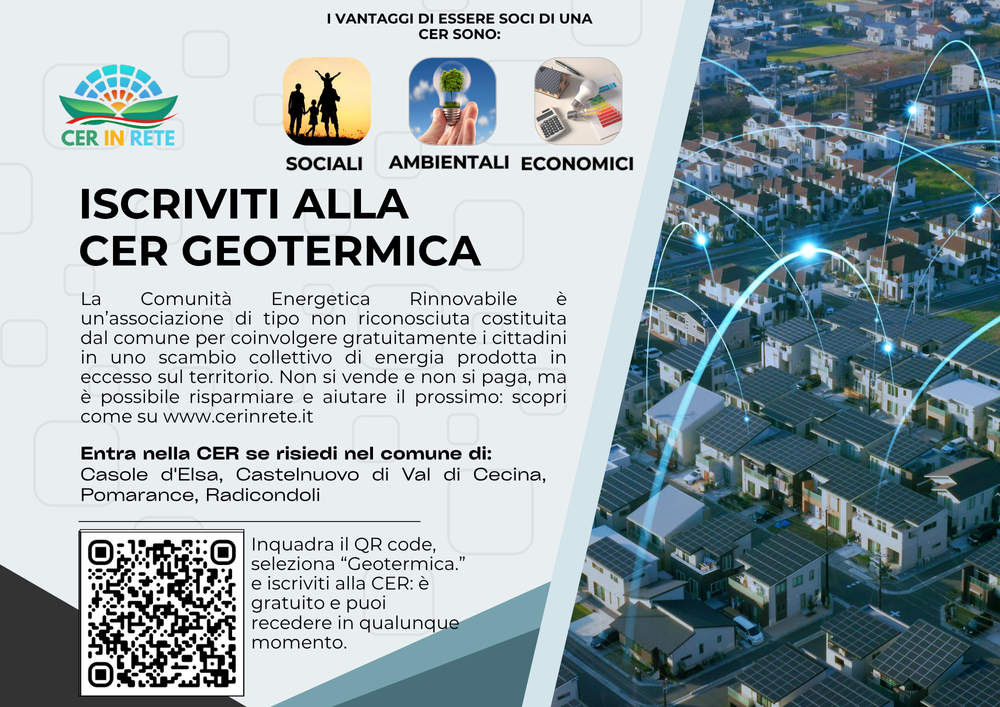 I VANTAGGI DI ESSERE SOCI DI UNA
CER SONO:
CER IN RETE
SOCIALI
AMBIENTALI
ECONOMICI
ISCRIVITI ALLA
CER GEOTERMICA
La Comunità Energetica Rinnovabile è
un’associazione di tipo non riconosciuta costituita
dal comune per coinvolgere gratuitamente i cittadini
in uno scambio collettivo di energia prodotta in
eccesso sul territorio. Non si vende e non si paga, ma
è possibile risparmiare e aiutare il prossimo: scopri
come su www.cerinrete.it
Entra nella CER se risiedi nel comune di:
Casole d'Elsa, Castelnuovo di Val di Cecina,
Pomarance, Radicondoli
Inquadra il QR code,
seleziona “Geotermica.”
e iscriviti alla CER: è
gratuito e puoi
recedere in qualunque
momento.